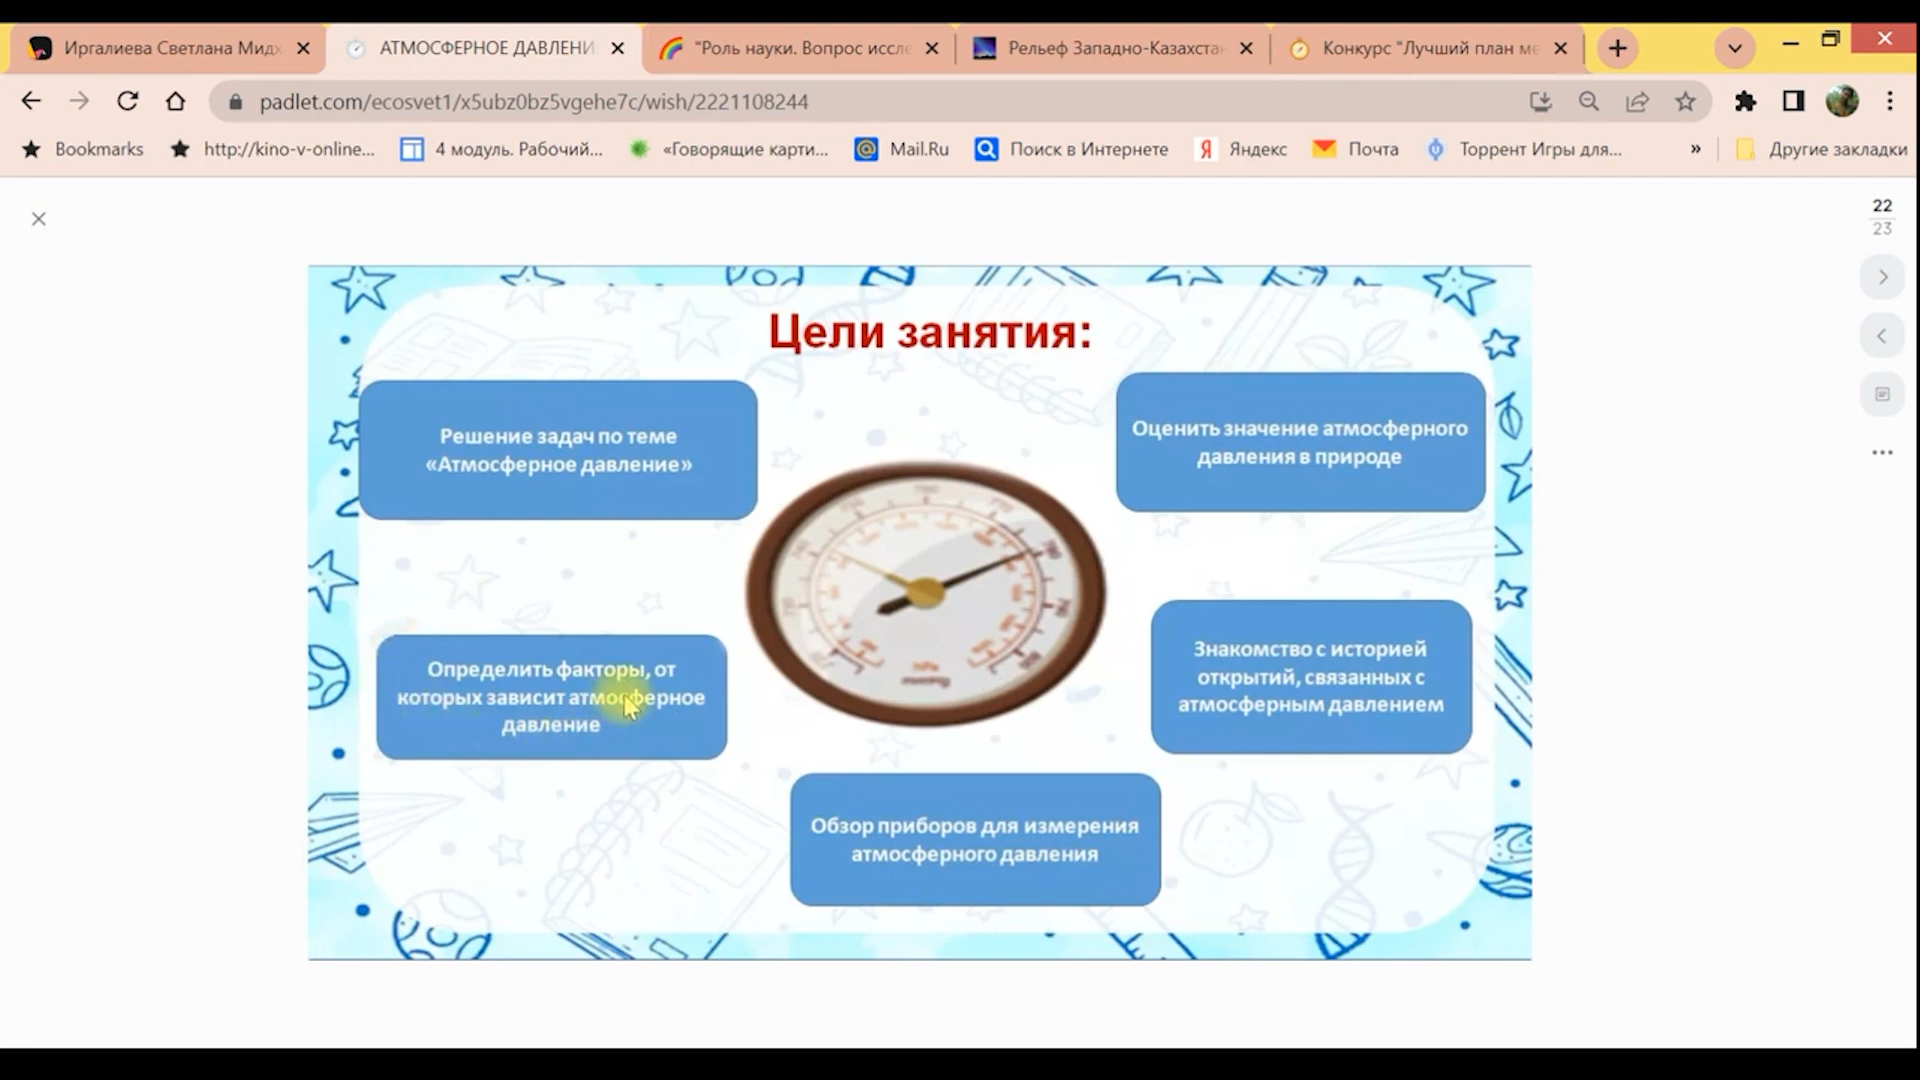 Иргалиева Светлана Мидх
АТМОСФЕРНОЕ ДАВЛЕНИ
"Роль науки. Вопрос иссле
Рельеф Западно-Казахста
Конкурс "Лучший план ме
padlet.com/ecosvet1/x5ubz0bz5vgehe7c/wish/2221108244
Bookmarks
http://kino-v-online...
4 модуль. Рабочий...
«Говорящие карти...
Mail.Ru
Поиск в Интернете
Яндекс
Почта
Торрент Игры для...
»
Другие закладки
22
23
Цели занятия:
Решение задач по теме
«Атмосферное давление»
Оценить значение атмосферного
давления в природе
Определить факторы, от
которых зависит атмосферное
давление
Знакомство с историей
открытий, связанных с
атмосферным давлением
Обзор приборов для измерения
атмосферного давления